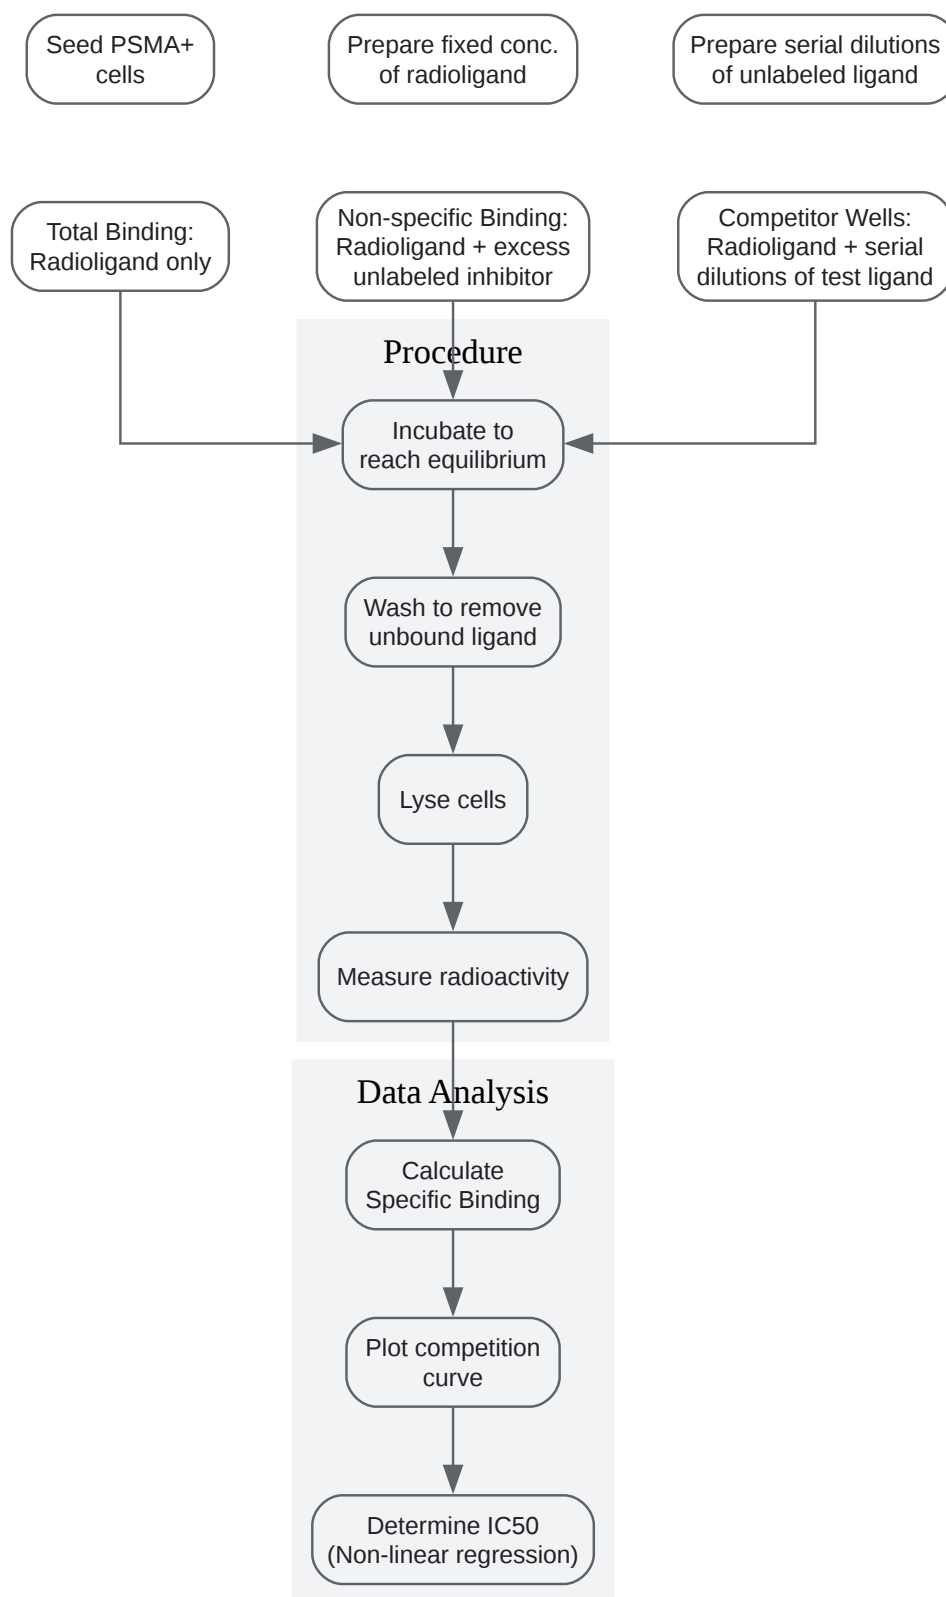 Seed PSMA+
cells
Prepare fixed conc.
of radioligand
Prepare serial dilutions
of unlabeled ligand
Total Binding:
Radioligand only
Non-specific Binding:
Radioligand + excess
unlabeled inhibitor
Competitor Wells:
Radioligand + serial
dilutions of test ligand
Procedure
Incubate to
reach equilibrium
Wash to remove
unbound ligand
Lyse cells
Measure radioactivity
Data Analysis
Calculate
Specific Binding
Plot competition
curve
Determine IC50
(Non-linear regression)